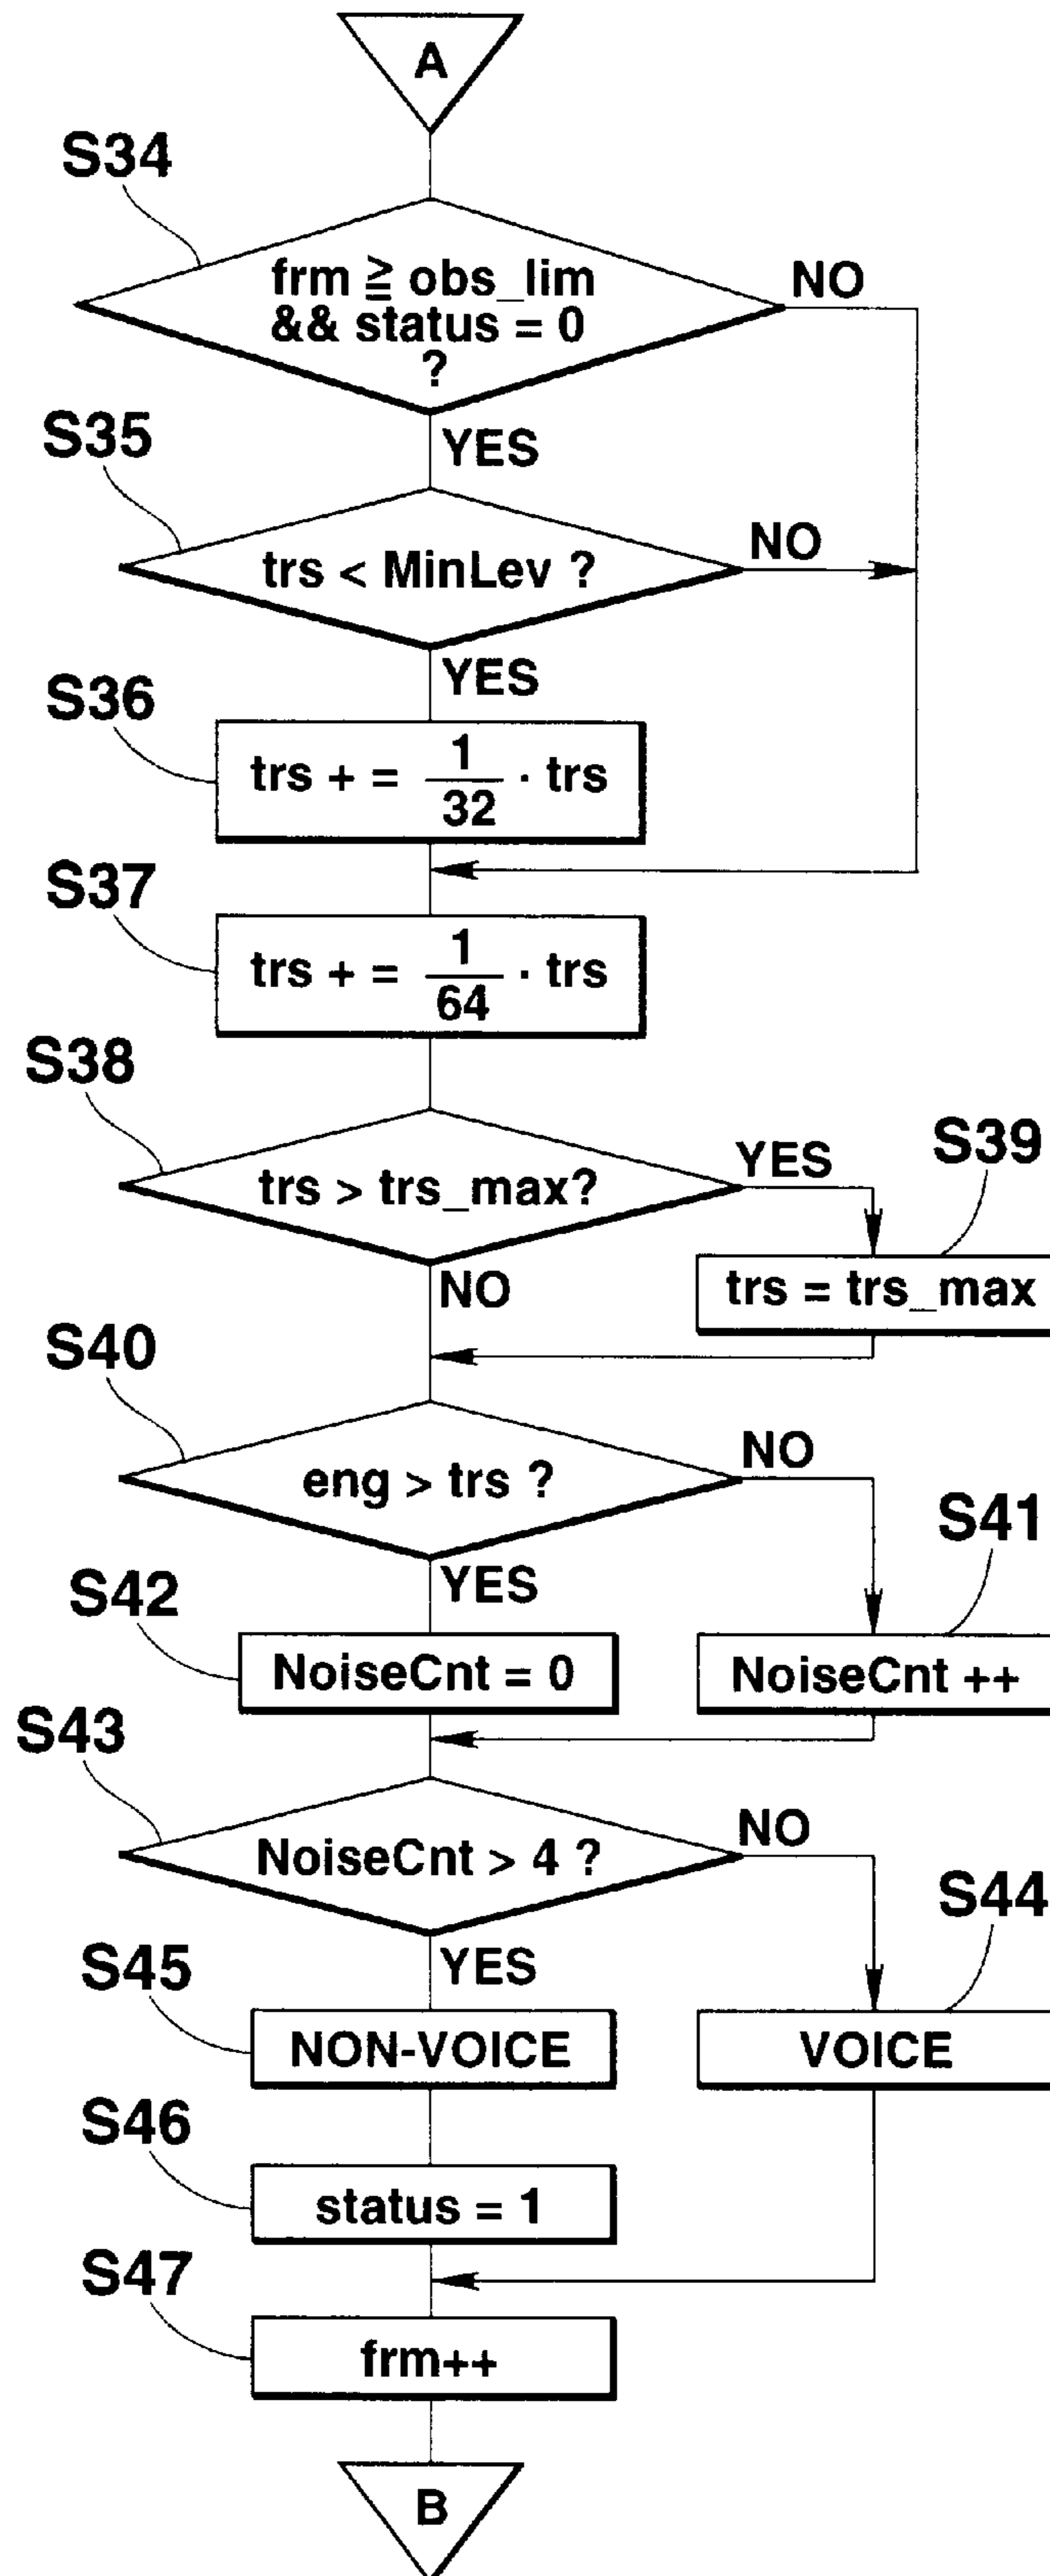 A
S34
frm ≧ obs_lim
&& status = 0
?
NO
YES
S35
trs < MinLev ?
NO
YES
S36
trs + = 1/32 · trs
S37
trs + = 1/64 · trs
S38
trs > trs_max?
YES
S39
trs = trs_max
NO
S40
eng > trs ?
NO
S41
NoiseCnt ++
YES
S42
NoiseCnt = 0
S43
NoiseCnt > 4 ?
NO
S44
VOICE
YES
S45
NON-VOICE
S46
status = 1
S47
frm++
B